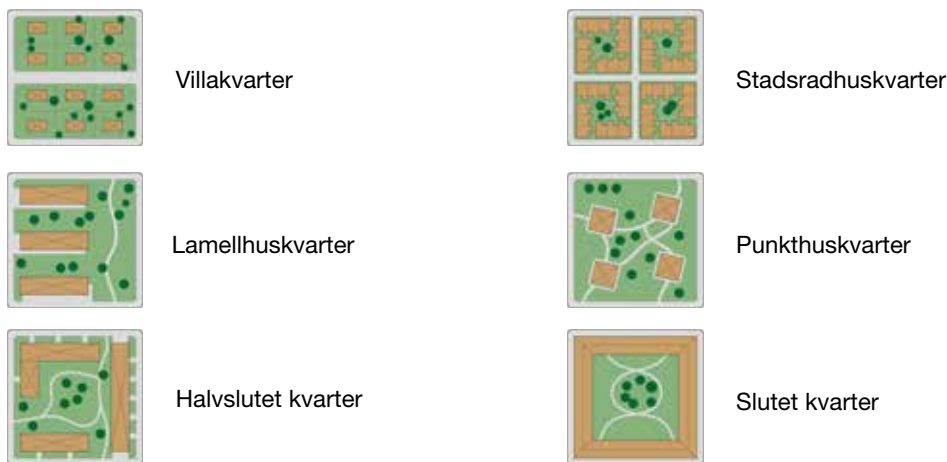 Villakvarter
Stadsradhuskvarter
Lamellhuskvarter
Punkthuskvarter
Halvslutet kvarter
Slutet kvarter